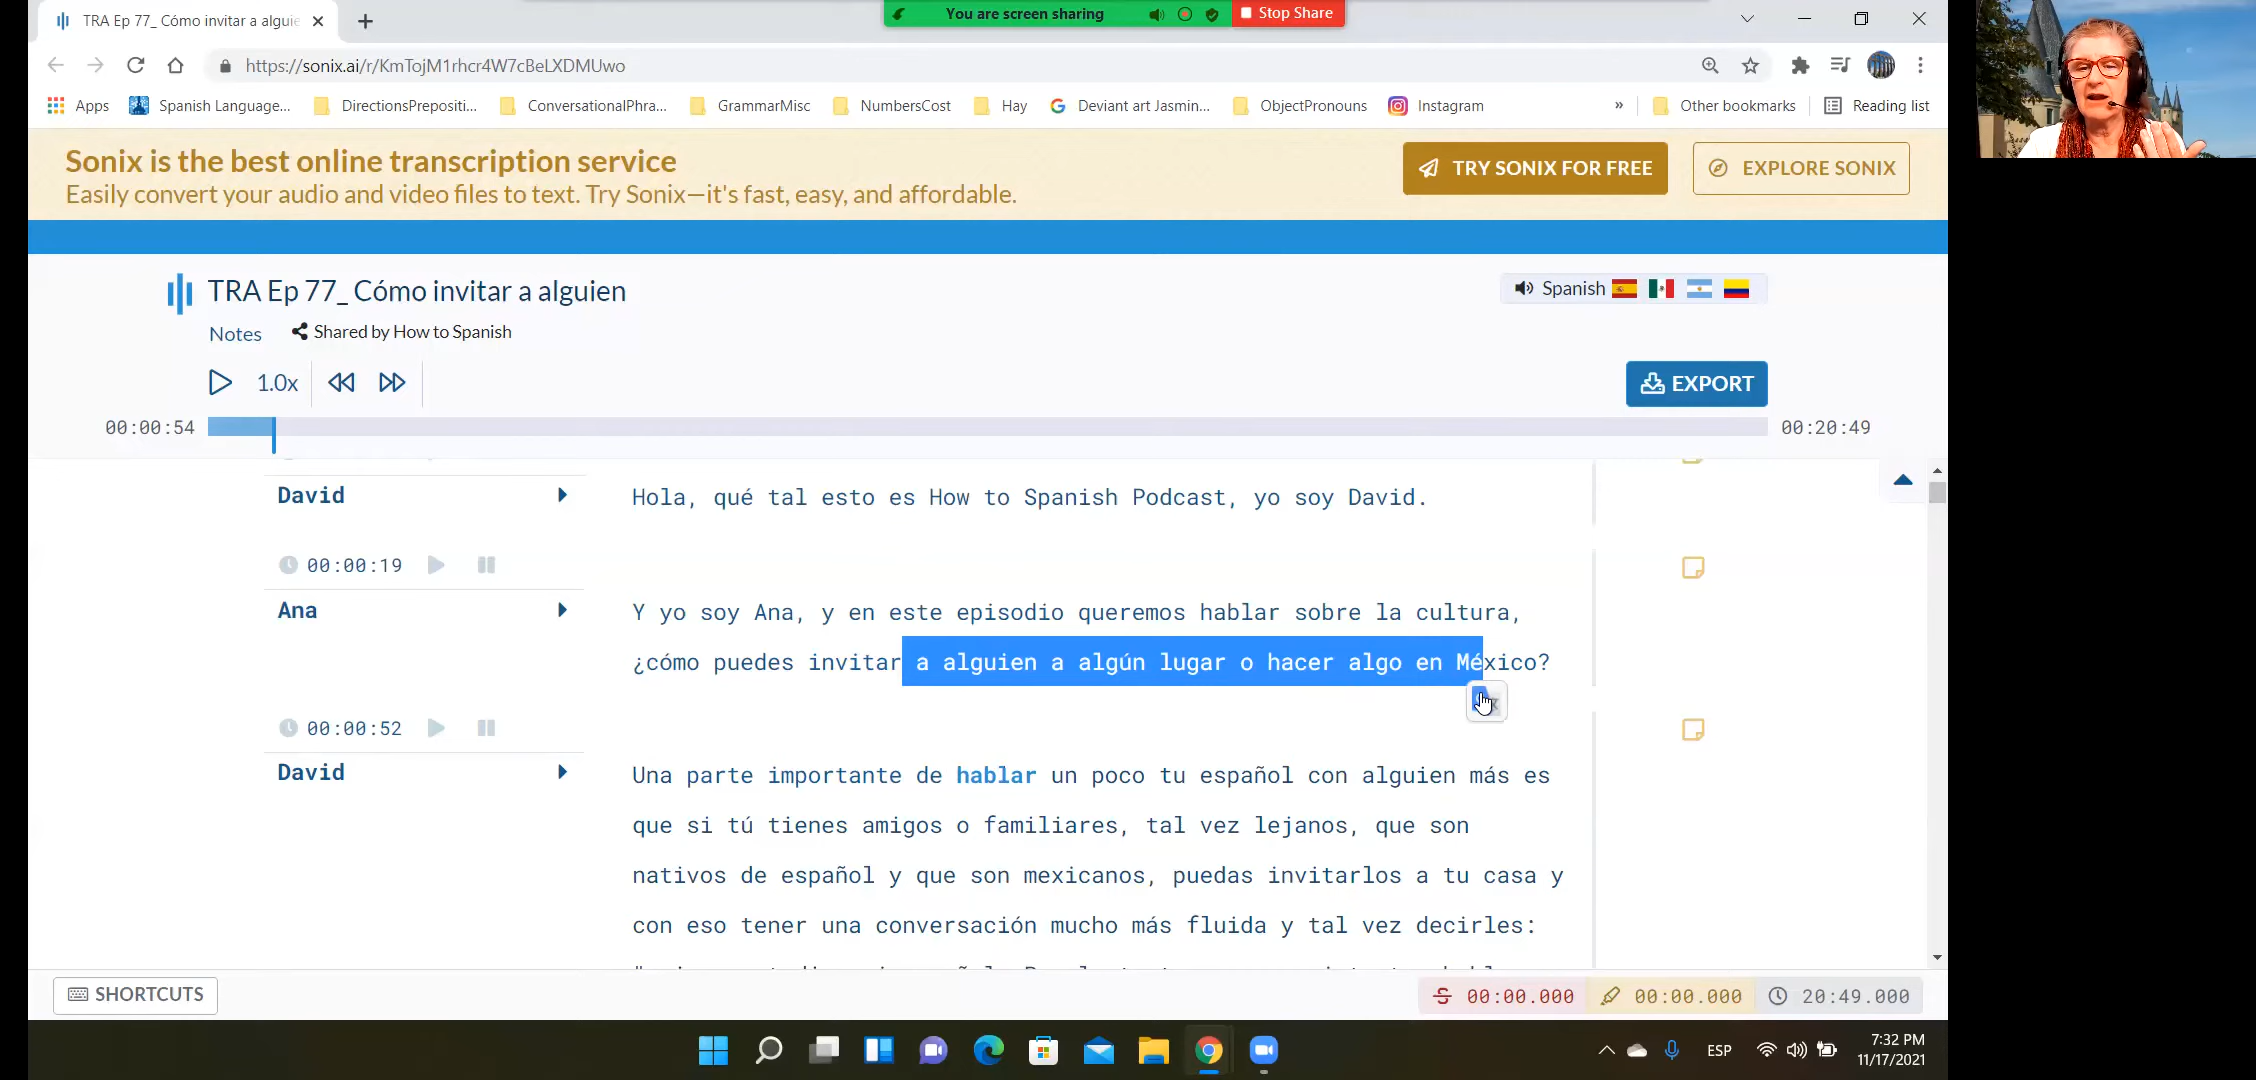 TRA Ep 77_ Cómo invitar a alguie
You are screen sharing
Stop Share
https://sonix.ai/r/KmTojM1rhcr4W7cBeLXDMUwo
Apps
Spanish Language...
DirectionsPrepositi...
ConversationalPhra...
GrammarMisc
NumbersCost
Hay
Deviant art Jasmin...
ObjectPronouns
Instagram
»
Other bookmarks
Reading list
Sonix is the best online transcription service
Easily convert your audio and video files to text. Try Sonix—it's fast, easy, and affordable.
TRY SONIX FOR FREE
EXPLORE SONIX
TRA Ep 77_ Cómo invitar a alguien
Spanish
Notes
Shared by How to Spanish
1.0x
EXPORT
00:00:54
00:20:49
David
Hola, qué tal esto es How to Spanish Podcast, yo soy David.
00:00:19
Ana
Y yo soy Ana, y en este episodio queremos hablar sobre la cultura,
¿cómo puedes invitar a alguien a algún lugar o hacer algo en México?
00:00:52
David
Una parte importante de hablar un poco tu español con alguien más es
que si tú tienes amigos o familiares, tal vez lejanos, que son
nativos de español y que son mexicanos, puedas invitarlos a tu casa y
con eso tener una conversación mucho más fluida y tal vez decirles:
SHORTCUTS
00:00.000
00:00.000
20:49.000
ESP
7:32 PM
11/17/2021